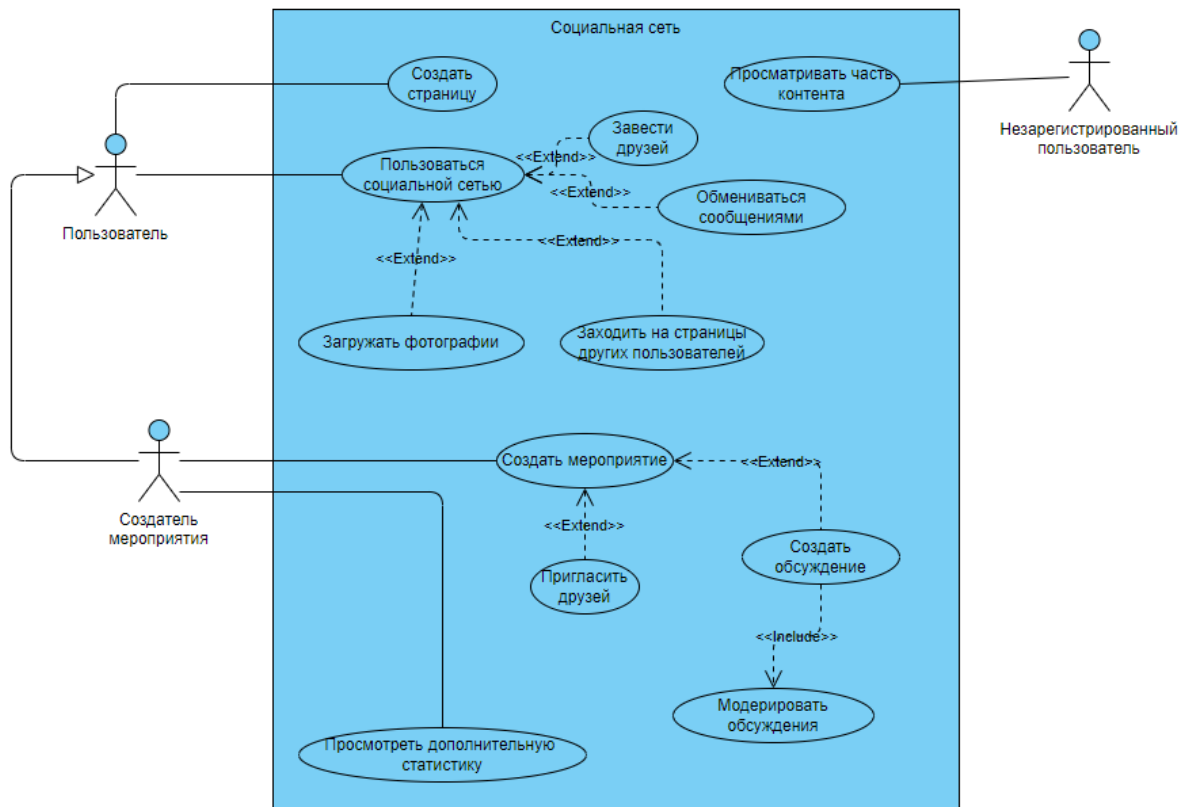 Социальная сеть
Создать
страницу
Просматривать часть
контента
Незарегистрированный
пользователь
Завести
друзей
<<Extend>>
Пользоваться
социальной сетью
<<Extend>>
Обмениваться
сообщениями
Пользователь
<<Extend>>
<<Extend>>
Загружать фотографии
Заходить на страницы
других пользователей
Создать мероприятие
<<Extend>>
Создатель
мероприятия
<<Extend>>
Создать
обсуждение
Пригласить
друзей
<<Include>>
Модерировать
обсуждения
Просмотреть дополнительную
статистику